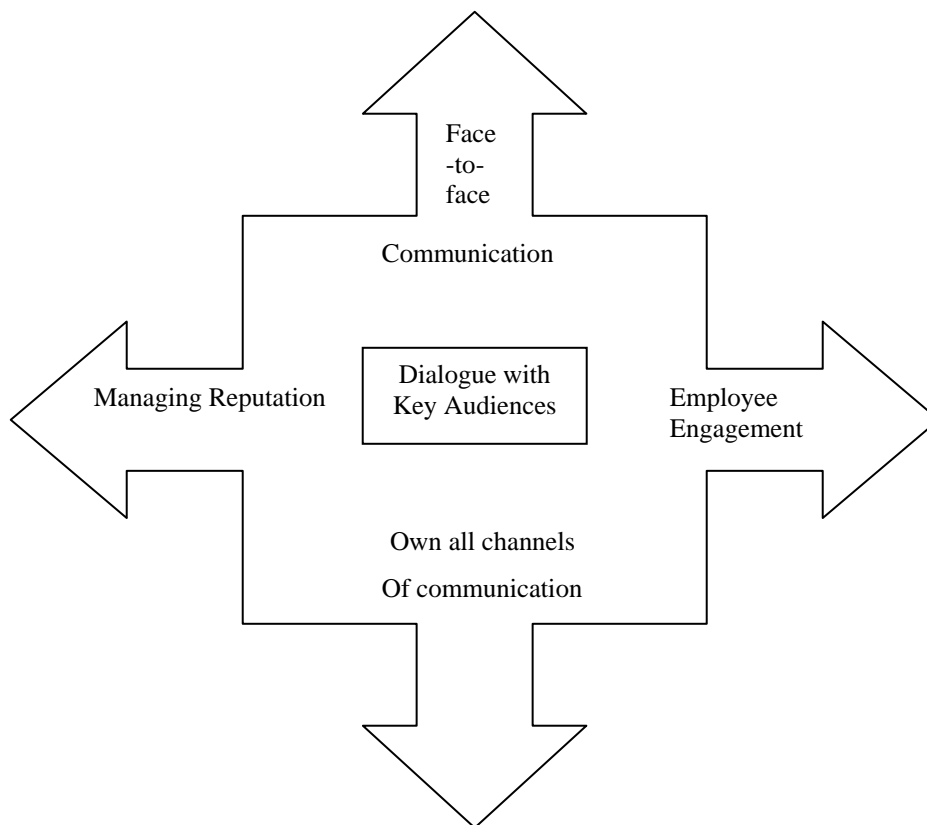 Face
-to-
face
Communication
Dialogue with
Key Audiences
Managing Reputation
Employee
Engagement
Own all channels
Of communication